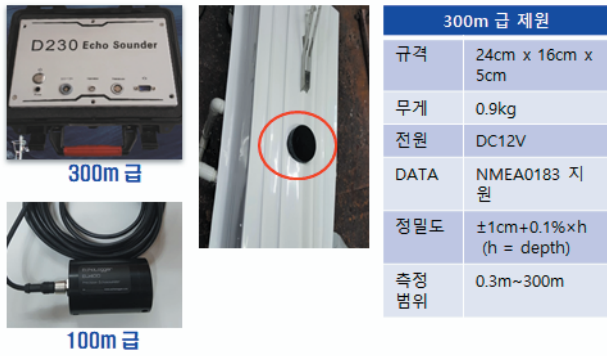 D230 Echo Sounder
300m 급
100m 급
300m 급 제원
규격
24cm x 16cm x
5cm
무게
0.9kg
전원
DC12V
DATA
NMEA0183 지
원
정밀도
±1cm+0.1%×h
(h = depth)
측정
범위
0.3m~300m